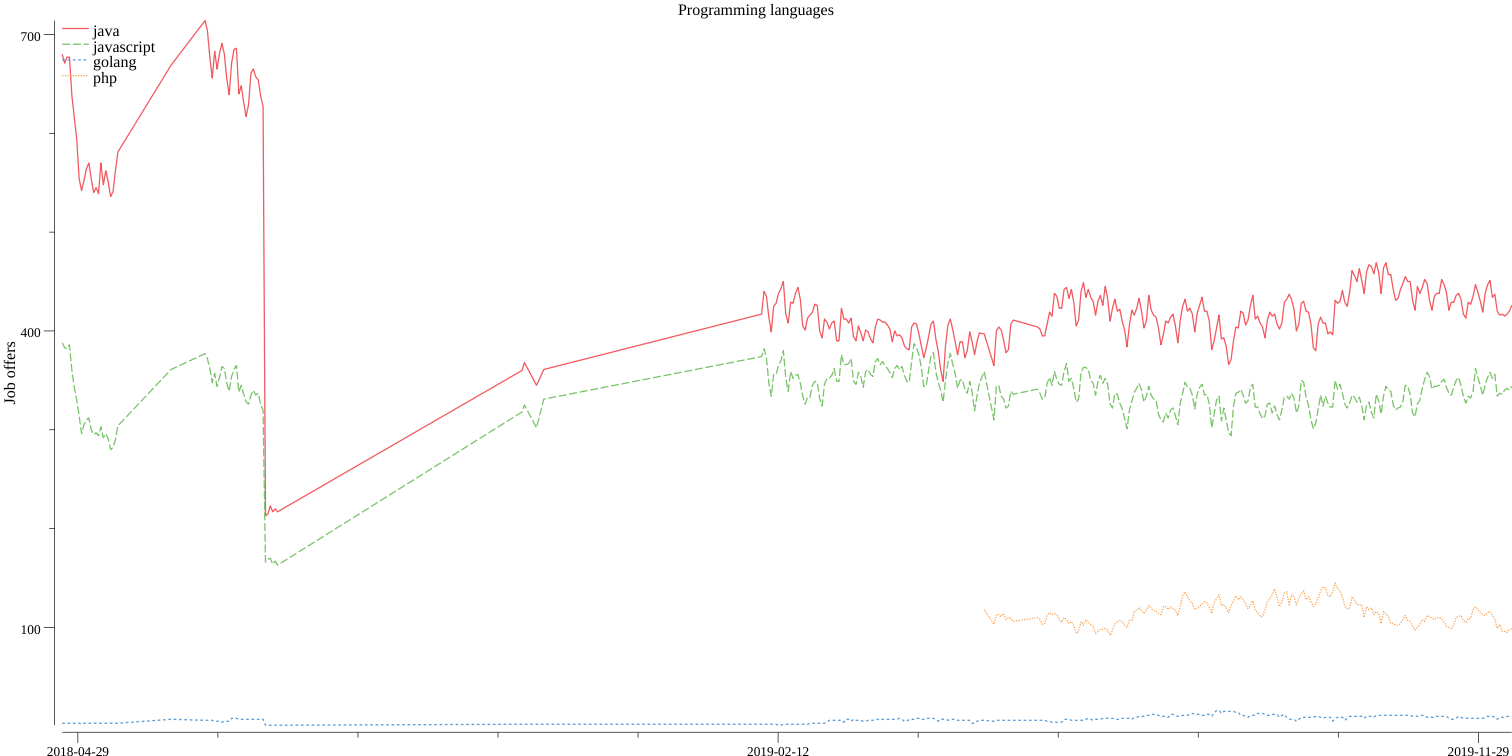 Programming languages
java
javascript
golang
php
700
400
100
Job offers
2018-04-29
2019-02-12
2019-11-29